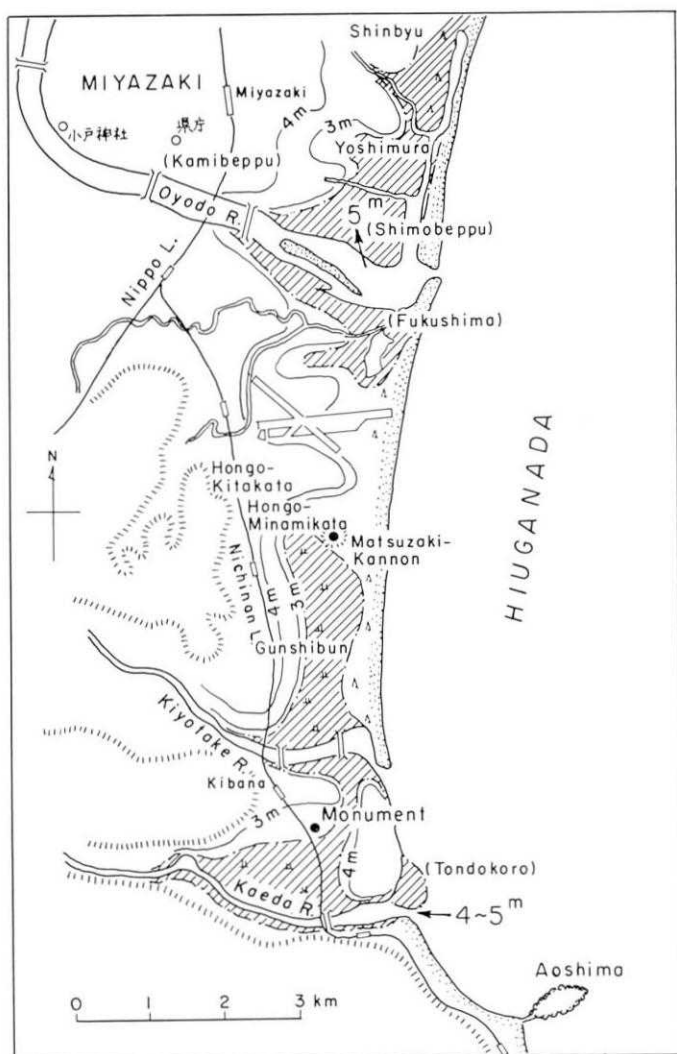 Shinbyu
MIYAZAKI
Miyazaki
4m
3m
小戸神社
県庁
(Kamibeppu)
Yoshimura
Oyodo R.
5m
(Shimobeppu)
Nippo L.
(Fukushima)
N
Hongo-
Kitakata
Hongo-
Minamikata
Matsuzaki-
Kannon
HIUGANADA
Nichinan L.
4m
3m
Gunshibun
Kiyotake R.
Kibana
3m
Monument
4m
(Tondokoro)
Kaeda R.
4~5m
Aoshima
0 1 2 3 km